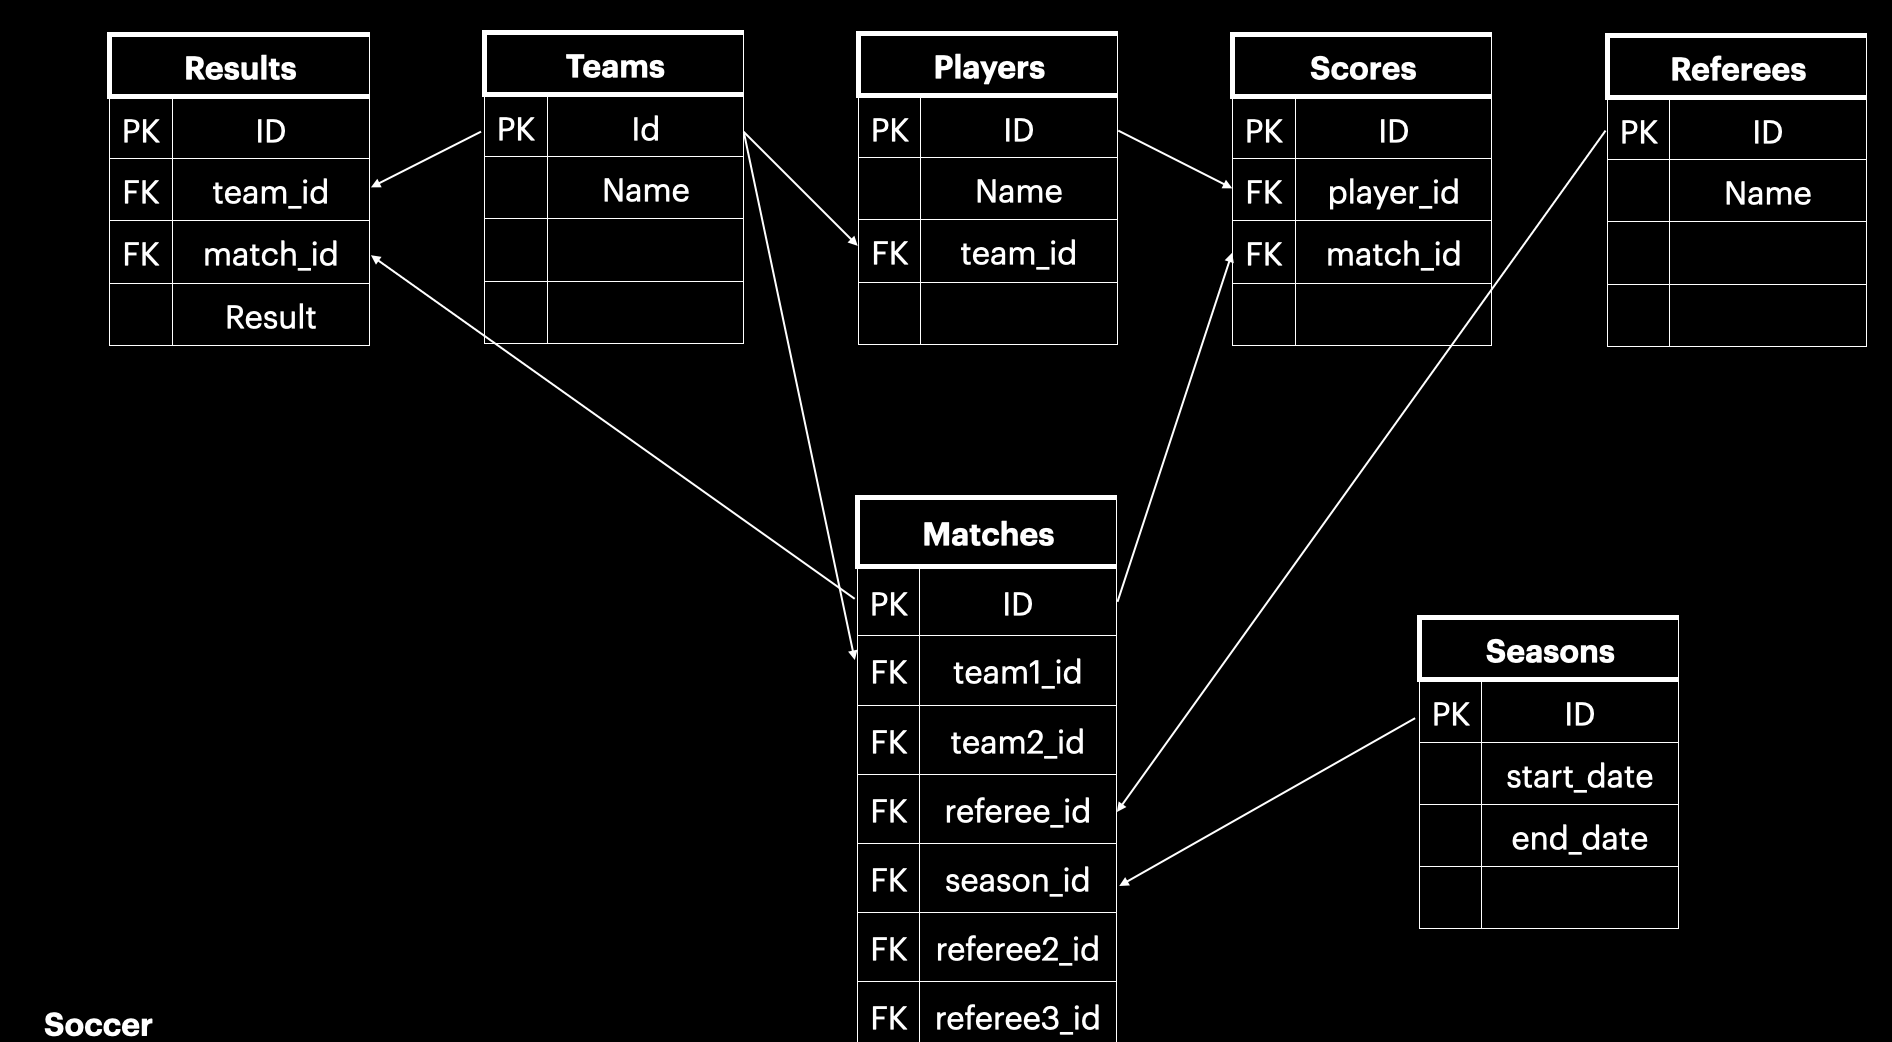 Results
PK ID
FK team_id
FK match_id
Result
Teams
PK Id
Name
Players
PK ID
Name
FK team_id
Scores
PK ID
FK player_id
FK match_id
Referees
PK ID
Name
Matches
PK ID
FK team1_id
FK team2_id
FK referee_id
FK season_id
FK referee2_id
FK referee3_id
Seasons
PK ID
start_date
end_date
Soccer